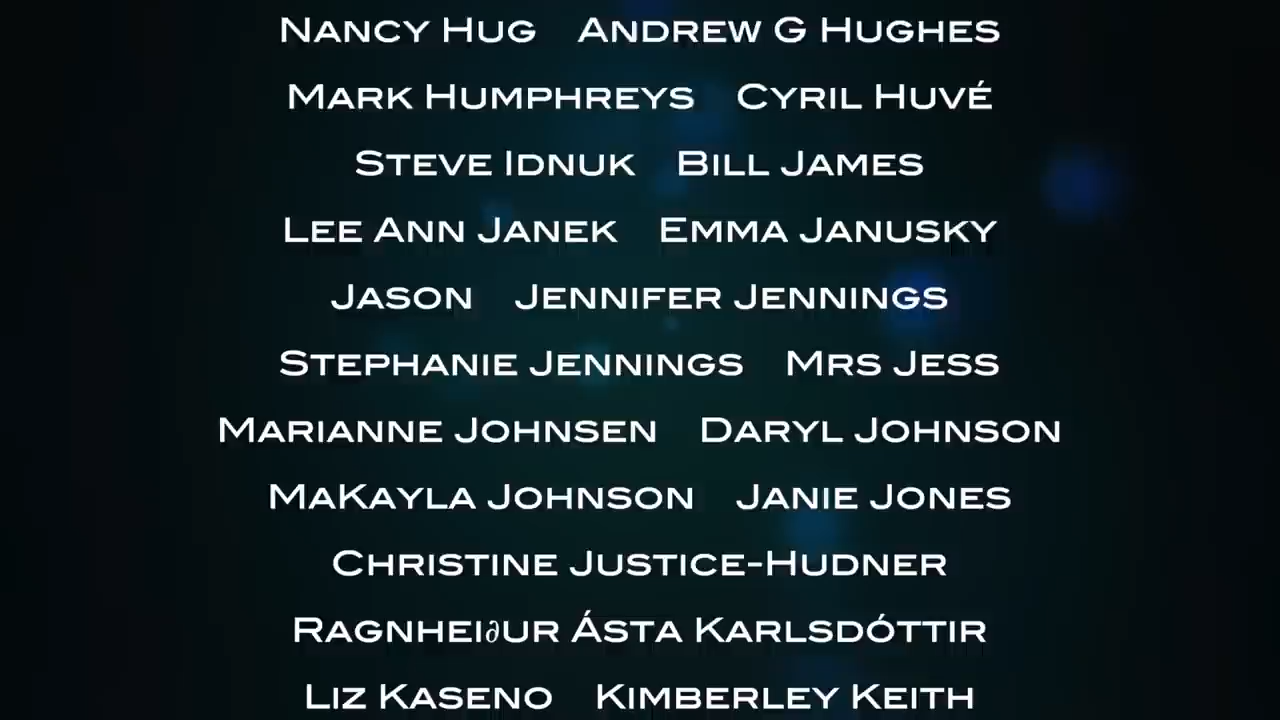 Nancy Hug Andrew G Hughes
Mark Humphreys Cyril Huvé
Steve Idnuk Bill James
Lee Ann Janek Emma Janusky
Jason Jennifer Jennings
Stephanie Jennings Mrs Jess
Marianne Johnsen Daryl Johnson
MaKayla Johnson Janie Jones
Christine Justice-Hudner
Ragnhei∂ur Ásta Karlsdóttir
Liz Kaseno Kimberley Keith